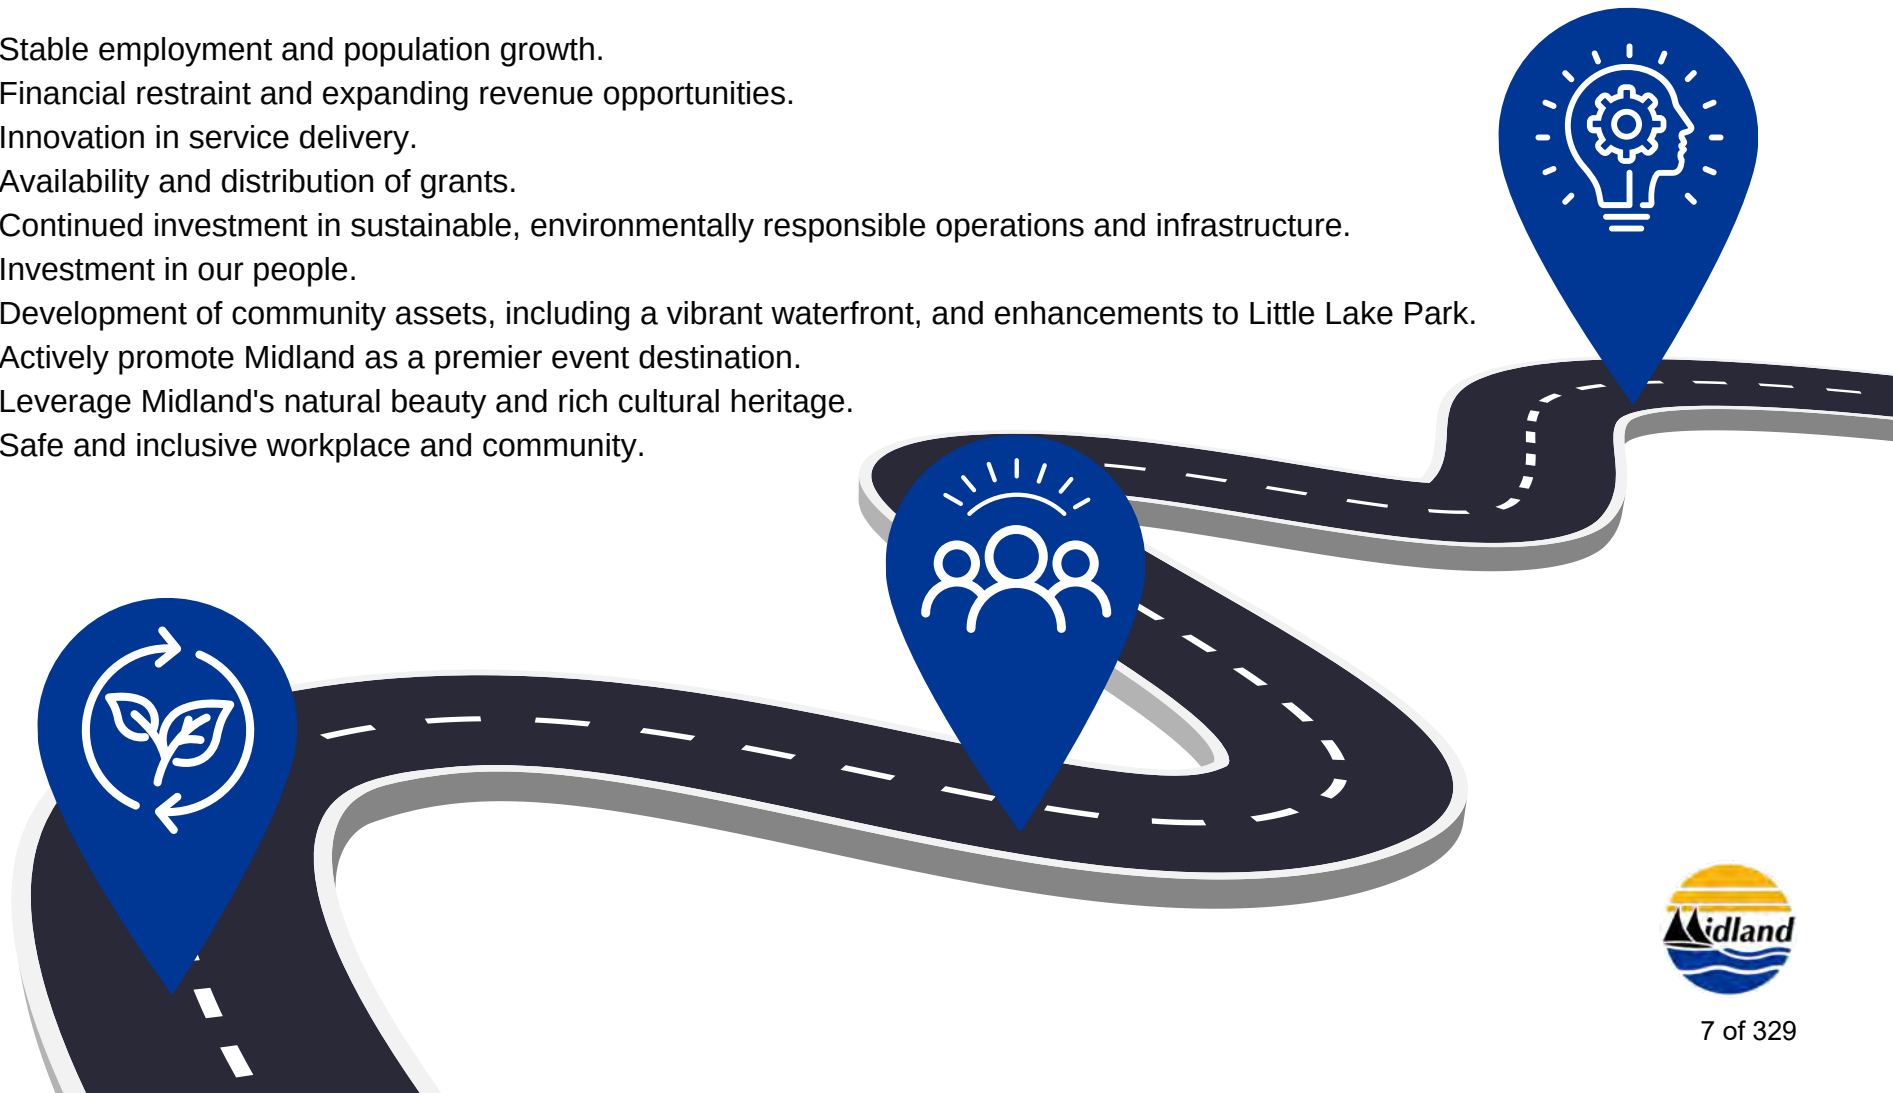 Stable employment and population growth.
Financial restraint and expanding revenue opportunities.
Innovation in service delivery.
Availability and distribution of grants.
Continued investment in sustainable, environmentally responsible operations and infrastructure.
Investment in our people.
Development of community assets, including a vibrant waterfront, and enhancements to Little Lake Park.
Actively promote Midland as a premier event destination.
Leverage Midland's natural beauty and rich cultural heritage.
Safe and inclusive workplace and community.
Midland
7 of 329